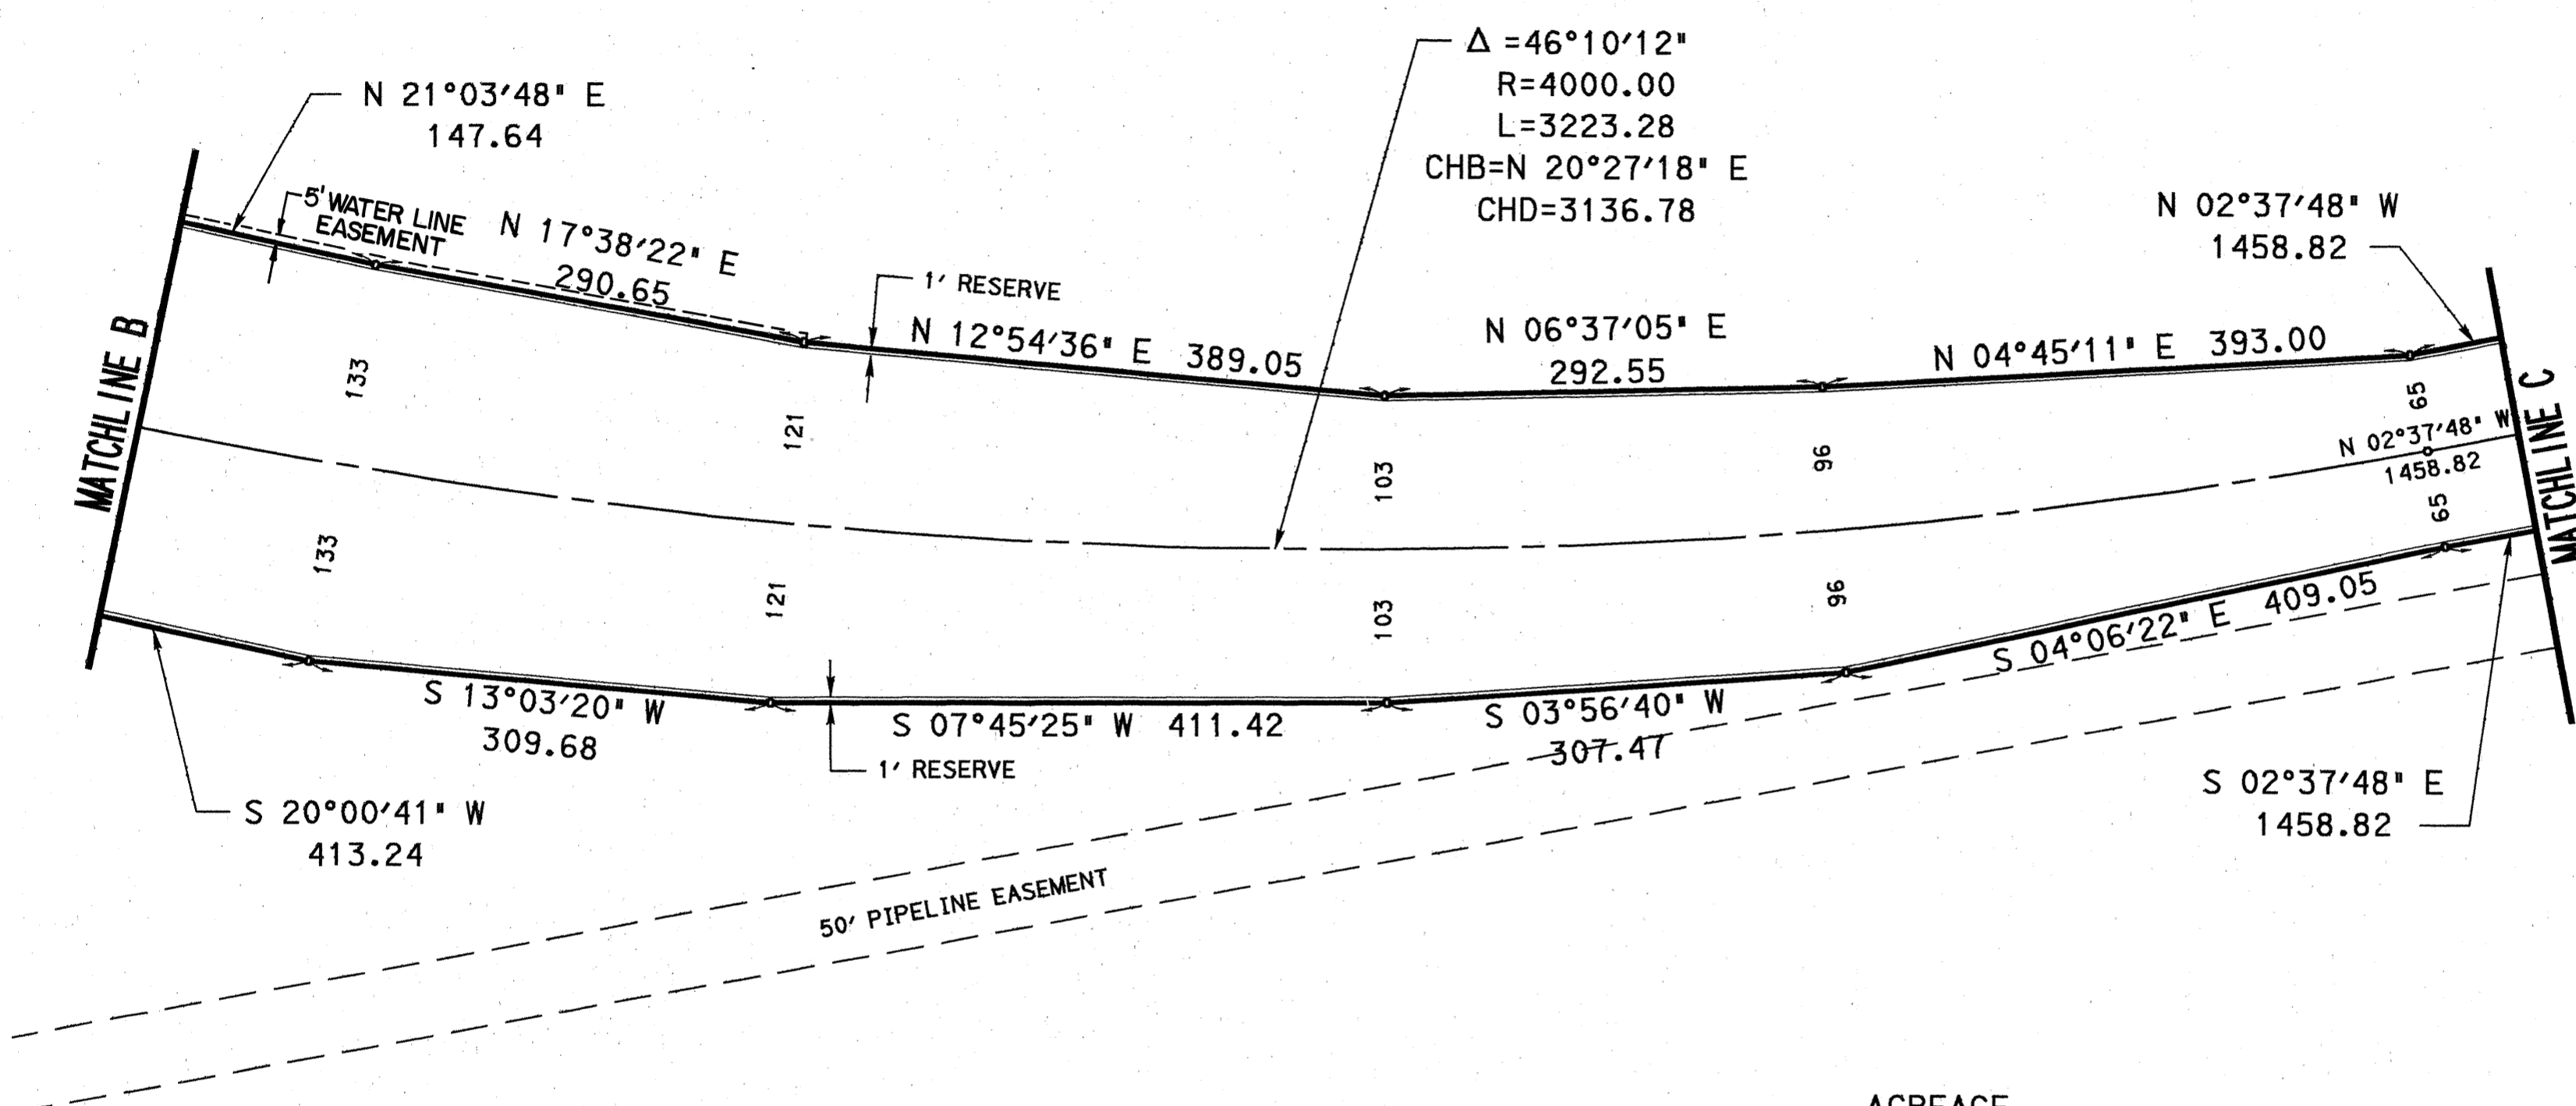 Δ =46°10′12"
R=4000.00
L=3223.28
CHB=N 20°27′18" E
CHD=3136.78
N 21°03′48" E
147.64
5' WATER LINE
EASEMENT
N 17°38′22" E
290.65
1′ RESERVE
N 12°54′36" E 389.05
N 06°37′05" E
292.55
N 04°45′11" E 393.00
N 02°37′48" W
1458.82
MATCHLINE B
133
121
103
96
65
N 02°37′48" W
1458.82
MATCHLINE C
133
121
103
96
65
S 20°00′41" W
413.24
S 13°03′20" W
309.68
S 07°45′25" W 411.42
1′ RESERVE
S 03°56′40" W
307.47
S 04°06′22" E 409.05
S 02°37′48" E
1458.82
50′ PIPELINE EASEMENT
ACREAGE